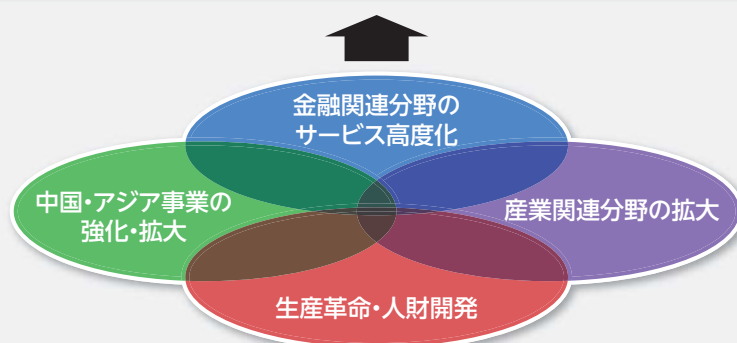 金融関連分野の
サービス高度化
中国・アジア事業の
強化・拡大
産業関連分野の拡大
生産革命・人財開発